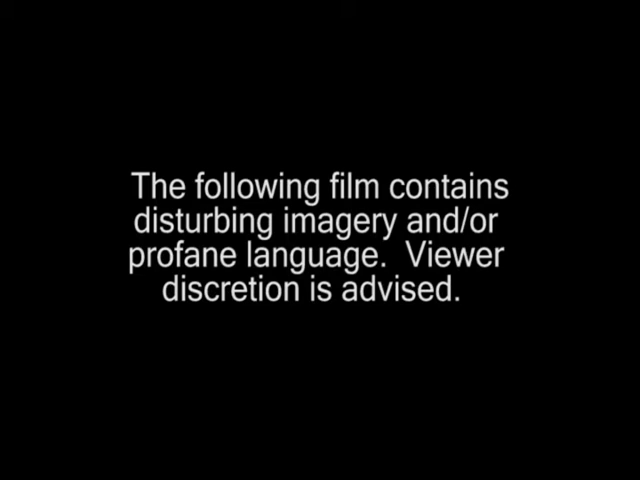 The following film contains
disturbing imagery and/or
profane language.  Viewer
discretion is advised.